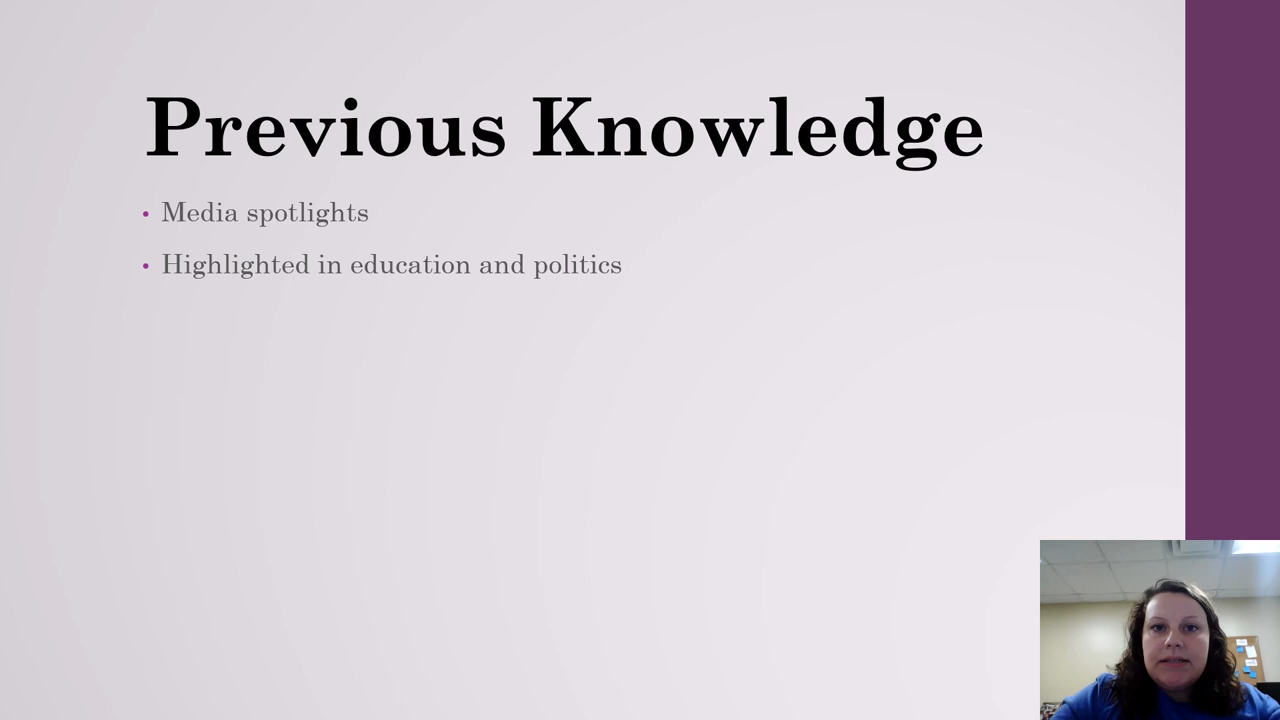 Previous Knowledge
• Media spotlights
• Highlighted in education and politics